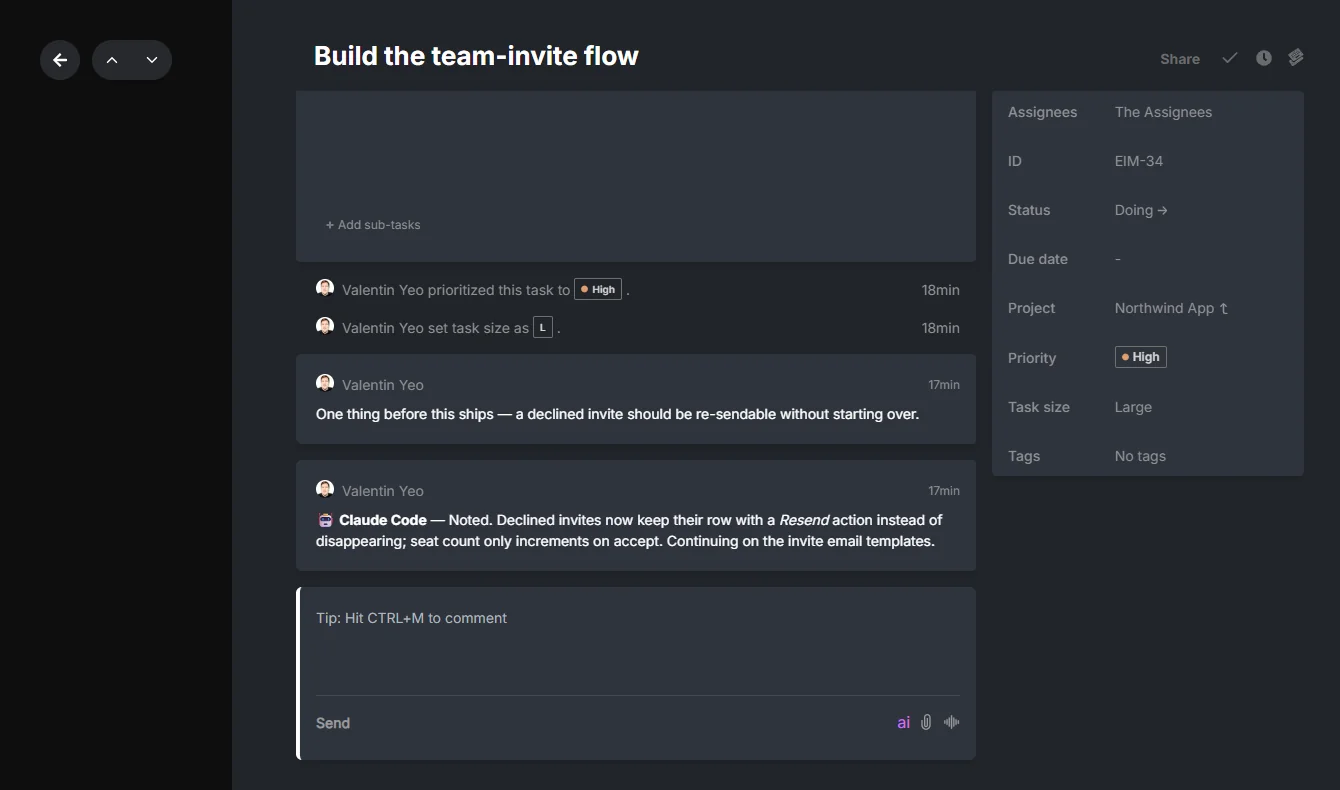 Build the team-invite flow
Share
+ Add sub-tasks
Valentin Yeo prioritized this task to High .
18min
Valentin Yeo set task size as L .
18min
Valentin Yeo
17min
One thing before this ships — a declined invite should be re-sendable without starting over.
Valentin Yeo
17min
Claude Code — Noted. Declined invites now keep their row with a Resend action instead of
disappearing; seat count only increments on accept. Continuing on the invite email templates.
Tip: Hit CTRL+M to comment
Send
ai
Assignees The Assignees
ID EIM-34
Status Doing →
Due date -
Project Northwind App ↥
Priority High
Task size Large
Tags No tags